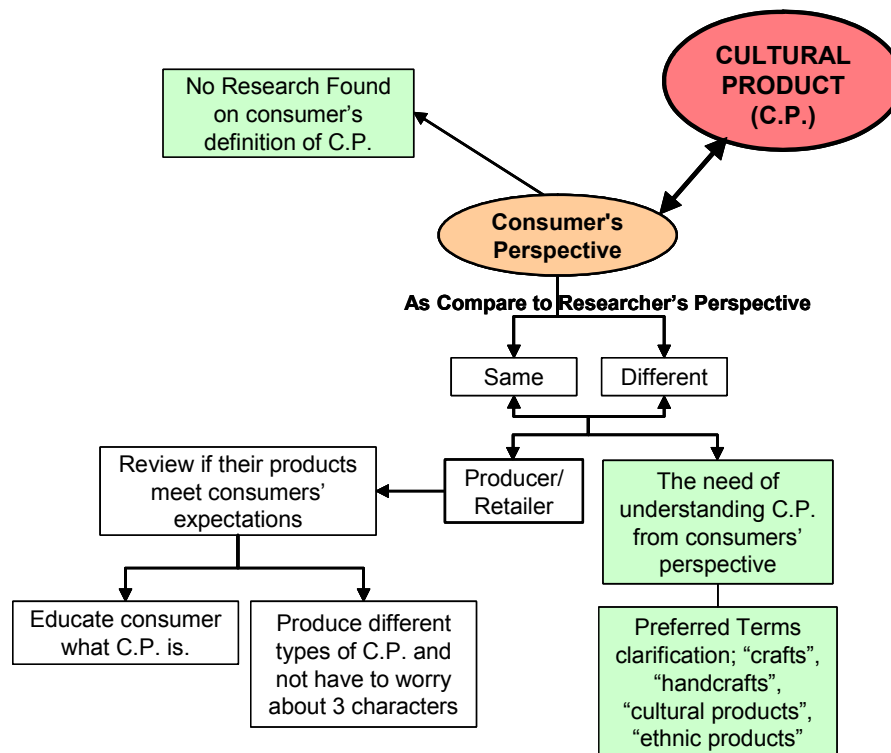 CULTURAL
PRODUCT
(C.P.)
No Research Found
on consumer’s
definition of C.P.
Consumer's
Perspective
As Compare to Researcher’s Perspective
Same
Different
Review if their products
meet consumers’
expectations
Producer/
Retailer
The need of
understanding C.P.
from consumers’
perspective
Educate consumer
what C.P. is.
Produce different
types of C.P. and
not have to worry
about 3 characters
Preferred Terms
clarification; “crafts”,
“handcrafts”,
“cultural products”,
“ethnic products”